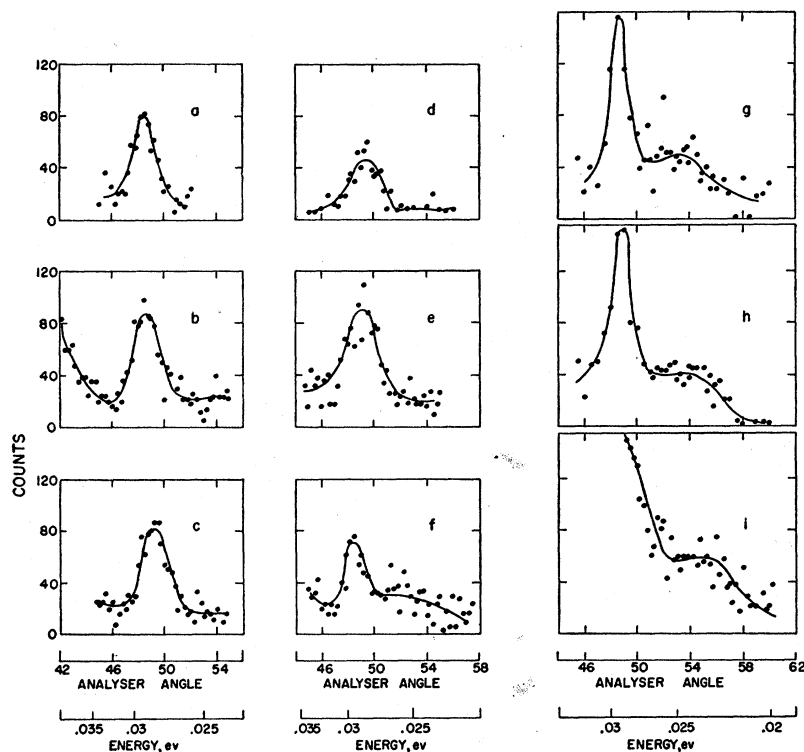 120
80
40
0
a
d
g
120
80
40
0
b
e
h
120
80
40
0
c
f
i
COUNTS
42 46 50 54
46 50 54 58
46 50 54 58 62
ANALYSER ANGLE
ANALYSER ANGLE
ANALYSER ANGLE
.035 .03 .025
.035 .03 .025
.03 .025 .02
ENERGY, ev
ENERGY, ev
ENERGY, ev